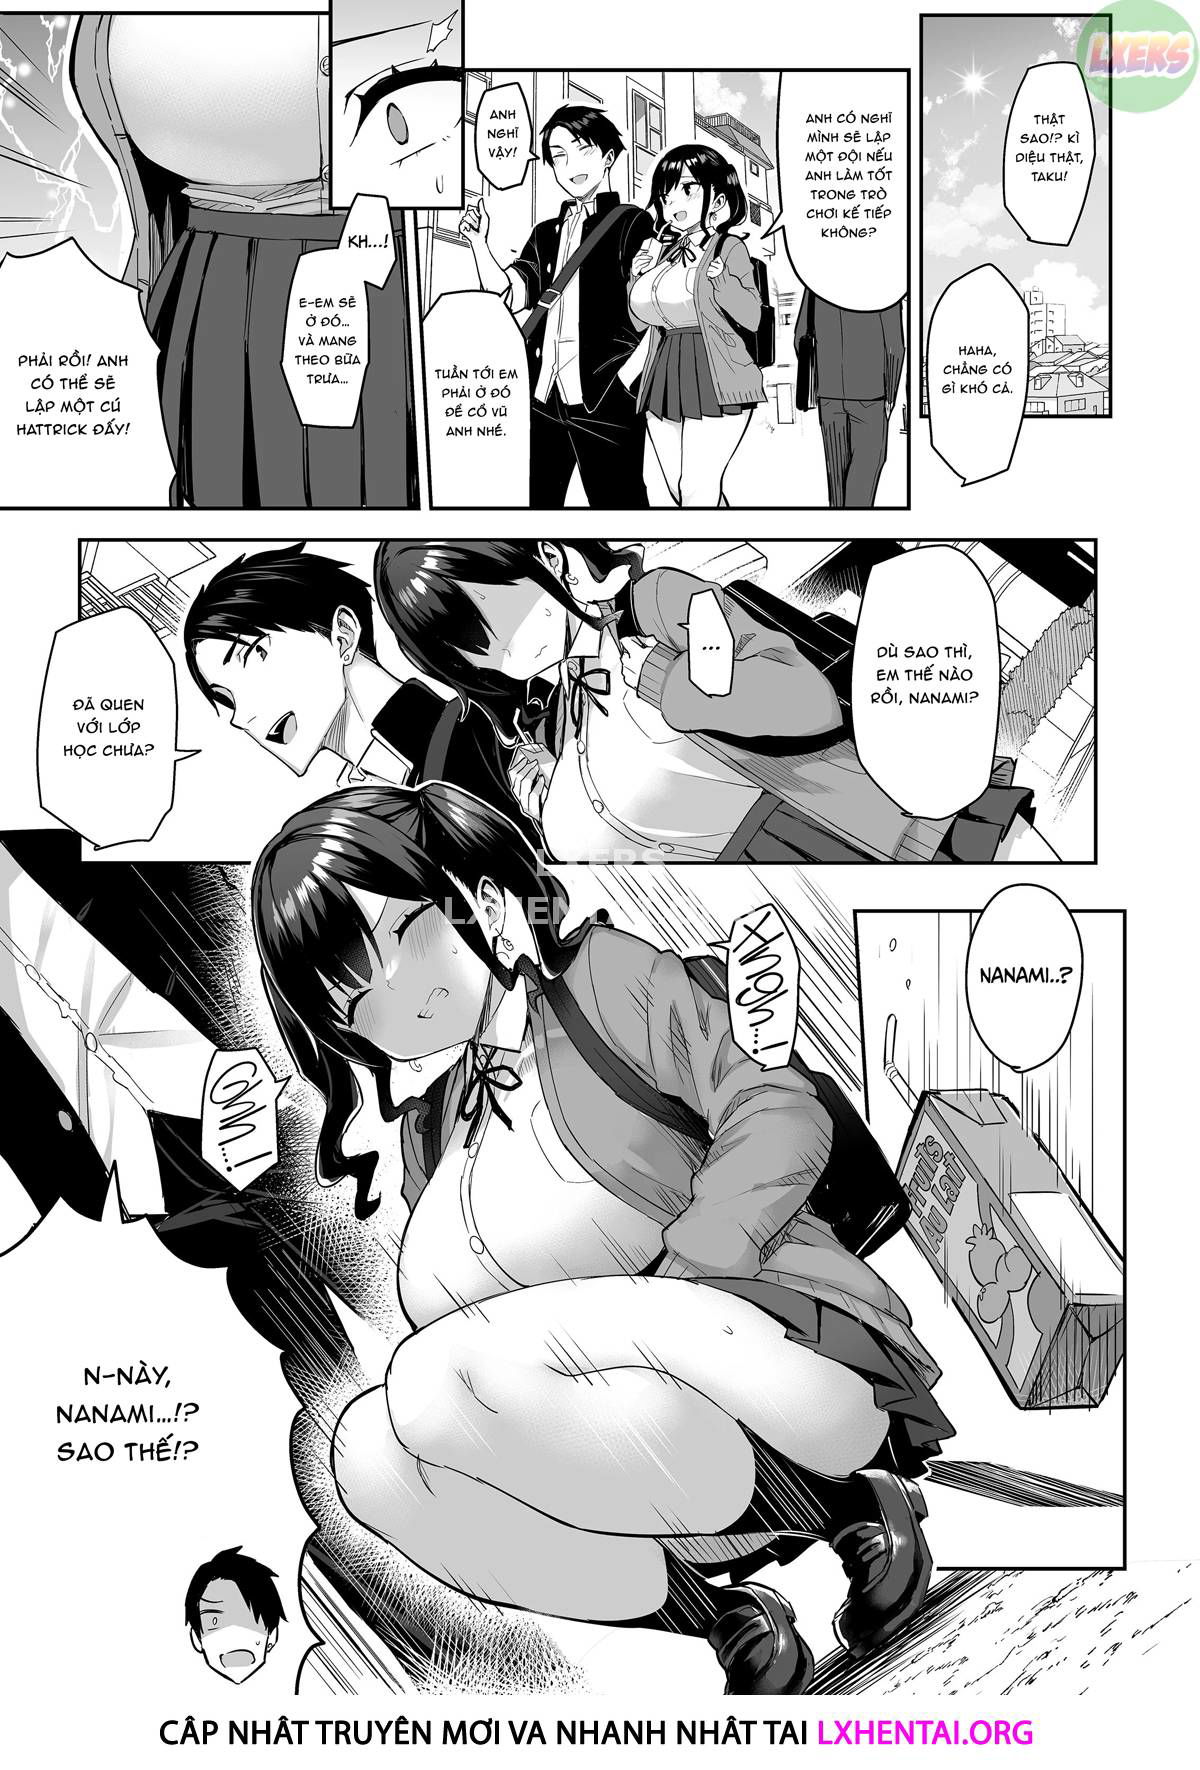 LXERS
THẬT
SAO!? KÌ
DIỆU THẬT,
TAKU!
HAHA,
CHẲNG CÓ
GÌ KHÓ CẢ.
ANH CÓ NGHĨ
MÌNH SẼ LẬP
MỘT ĐỘI NẾU
ANH LÀM TỐT
TRONG TRÒ
CHƠI KẾ TIẾP
KHÔNG?
ANH
NGHĨ
VẬY!
TUẦN TỚI EM
PHẢI Ở ĐÓ
ĐỂ CỔ VŨ
ANH NHÉ.
KH...!
E-EM SẼ
Ở ĐÓ...
VÀ MANG
THEO BỮA
TRƯA...
PHẢI RỒI! ANH
CÓ THỂ SẼ
LẬP MỘT CÚ
HATTRICK ĐẤY!
DÙ SAO THÌ,
EM THẾ NÀO
RỒI, NANAMI?
...
ĐÃ QUEN
VỚI LỚP
HỌC CHƯA?
LXERS
NANAMI..?
N-NÀY,
NANAMI...!?
SAO THẾ!?
CẬP NHẬT TRUYỆN MỚI VÀ NHANH NHẤT TẠI LXHENTAI.ORG